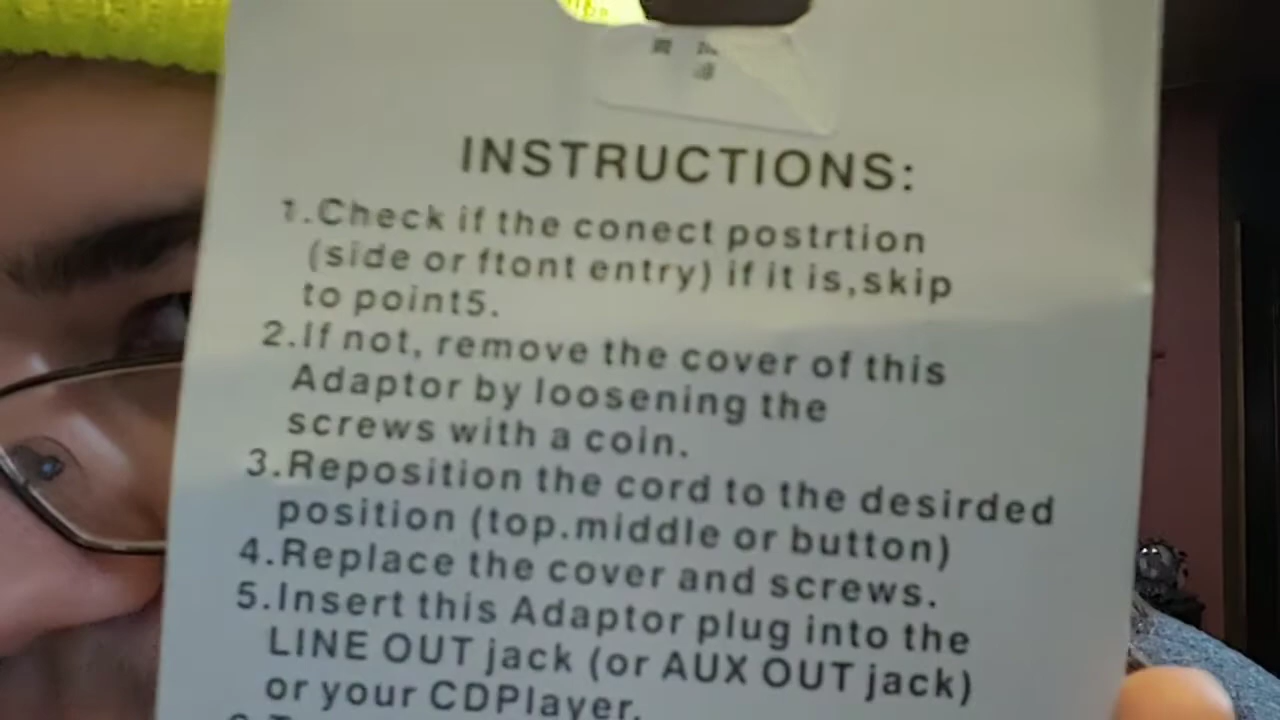 INSTRUCTIONS:
1.Check if the conect postrtion
(side or ftont entry) if it is,skip
to point5.
2.If not, remove the cover of this
Adaptor by loosening the
screws with a coin.
3.Reposition the cord to the desirded
position (top.middle or button)
4.Replace the cover and screws.
5.Insert this Adaptor plug into the
LINE OUT jack (or AUX OUT jack)
or your CDPlayer.